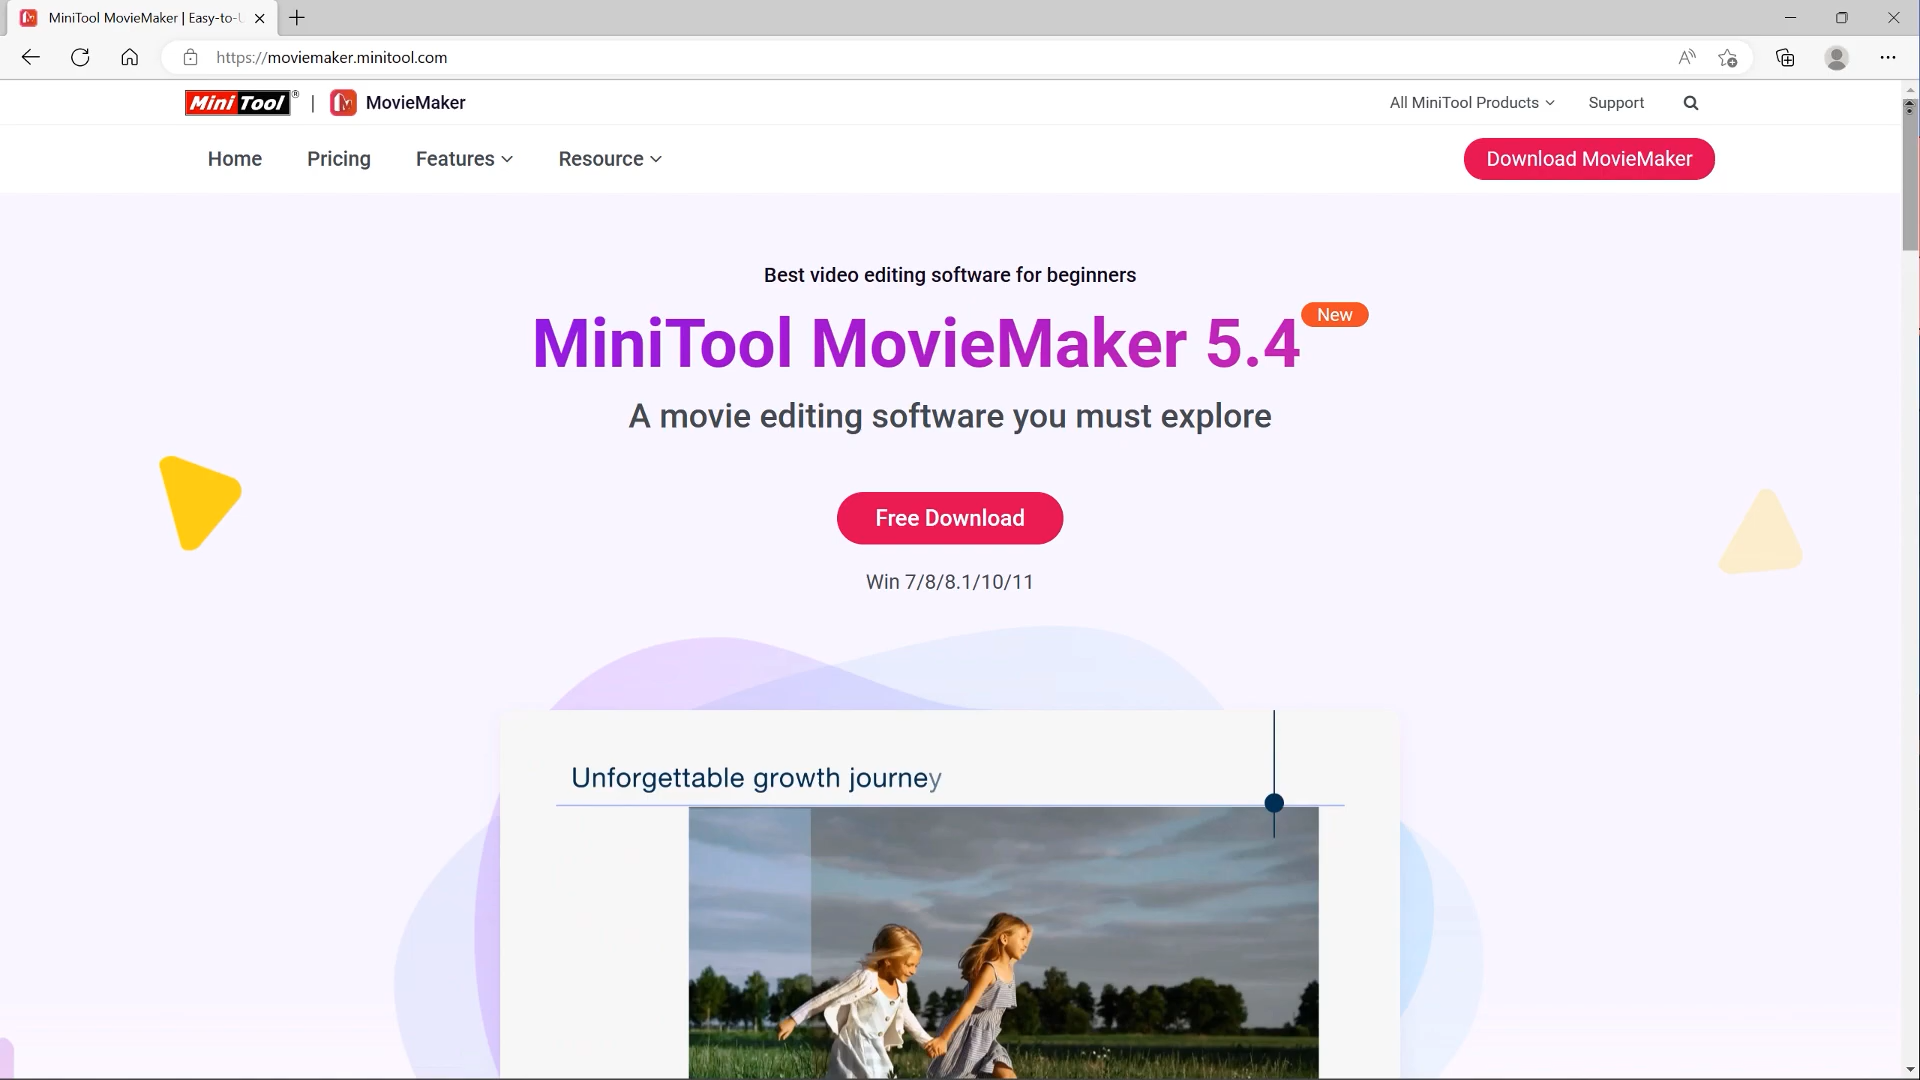 MiniTool MovieMaker | Easy-to-U
https://moviemaker.minitool.com
Mini Tool® | MovieMaker
All MiniTool Products
Support
Home
Pricing
Features
Resource
Download MovieMaker
Best video editing software for beginners
MiniTool MovieMaker 5.4
New
A movie editing software you must explore
Free Download
Win 7/8/8.1/10/11
Unforgettable growth journey